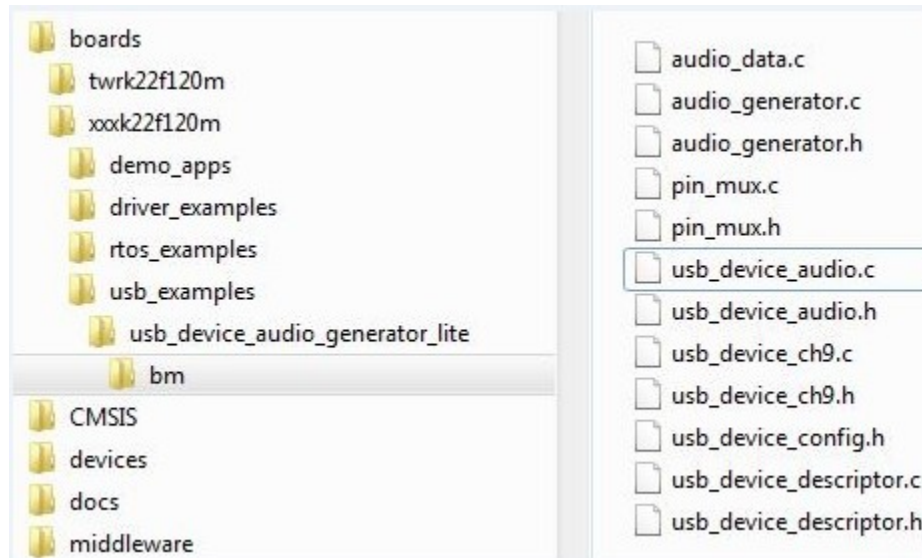 boards
twrk22f120m
xxxk22f120m
demo_apps
driver_examples
rtos_examples
usb_examples
usb_device_audio_generator_lite
bm
CMSIS
devices
docs
middleware
audio_data.c
audio_generator.c
audio_generator.h
pin_mux.c
pin_mux.h
usb_device_audio.c
usb_device_audio.h
usb_device_ch9.c
usb_device_ch9.h
usb_device_config.h
usb_device_descriptor.c
usb_device_descriptor.h